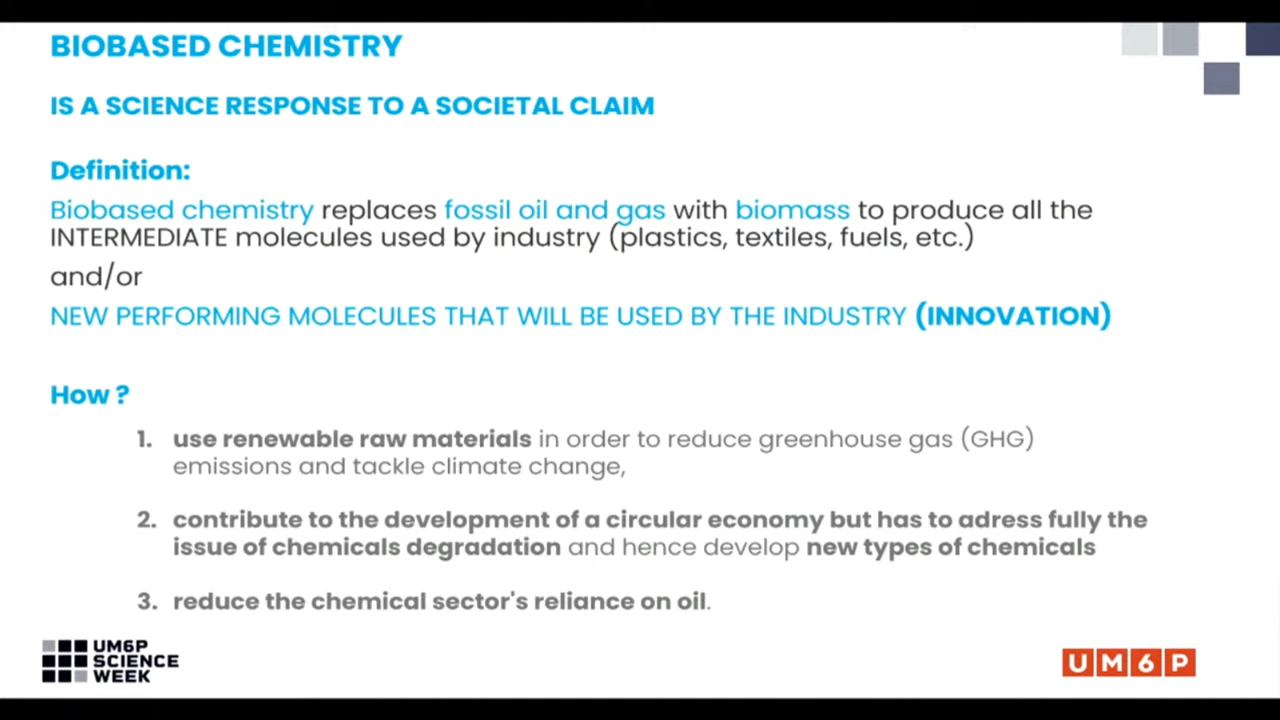 BIOBASED CHEMISTRY
IS A SCIENCE RESPONSE TO A SOCIETAL CLAIM
Definition:
Biobased chemistry replaces fossil oil and gas with biomass to produce all the
INTERMEDIATE molecules used by industry (plastics, textiles, fuels, etc.)
and/or
NEW PERFORMING MOLECULES THAT WILL BE USED BY THE INDUSTRY (INNOVATION)
How ?
1. use renewable raw materials in order to reduce greenhouse gas (GHG)
emissions and tackle climate change,
2. contribute to the development of a circular economy but has to adress fully the
issue of chemicals degradation and hence develop new types of chemicals
3. reduce the chemical sector's reliance on oil.
UM6P
SCIENCE
WEEK
UM6P